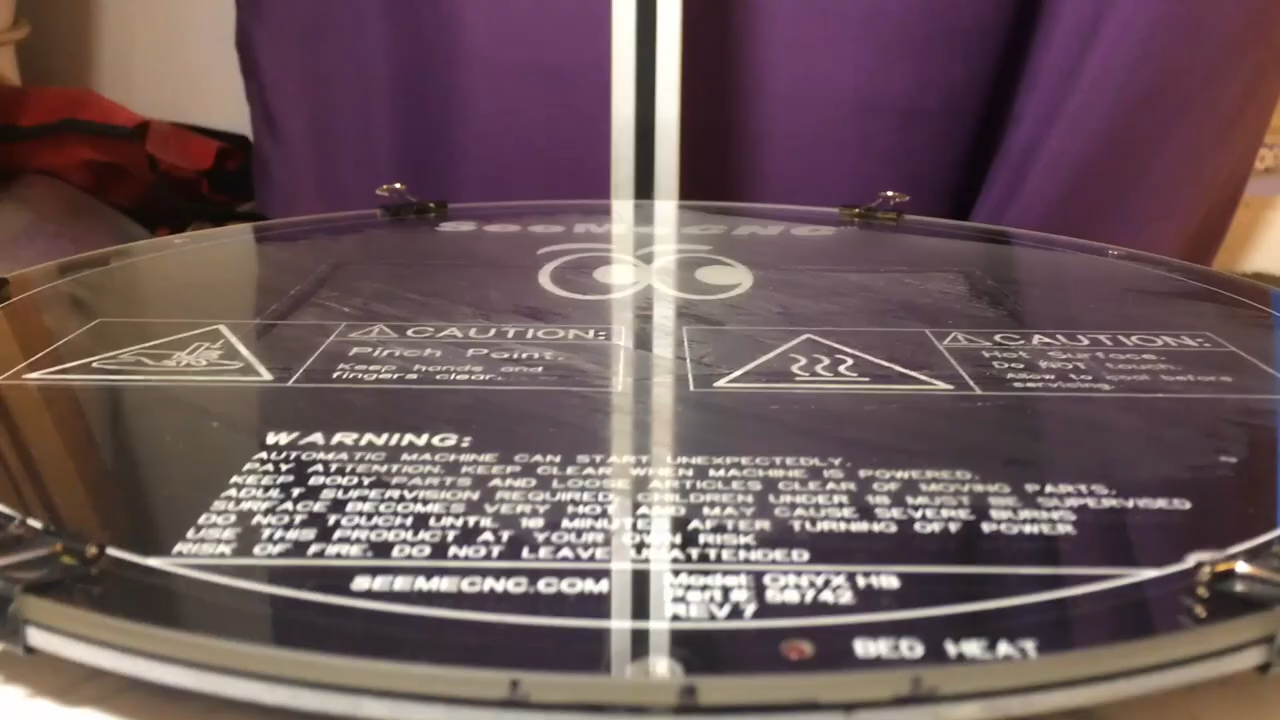 SeeMeCNC
CAUTION:
Pinch Point.
Keep hands and
fingers clear.
CAUTION:
Hot Surface.
Do NOT touch.
Allow to cool before
servicing.
WARNING:
AUTOMATIC MACHINE CAN START UNEXPECTEDLY.
PAY ATTENTION. KEEP CLEAR WHEN MACHINE IS POWERED.
KEEP BODY PARTS AND LOOSE ARTICLES CLEAR OF MOVING PARTS.
ADULT SUPERVISION REQUIRED. CHILDREN UNDER 18 MUST BE SUPERVISED
SURFACE BECOMES VERY HOT AND MAY CAUSE SEVERE BURNS
DO NOT TOUCH UNTIL 10 MINUTES AFTER TURNING OFF POWER
USE THIS PRODUCT AT YOUR OWN RISK
RISK OF FIRE. DO NOT LEAVE UNATTENDED
SEEMECNC.COM
Model: ONYX HB
Part #: 58742
REV 7
BED HEAT